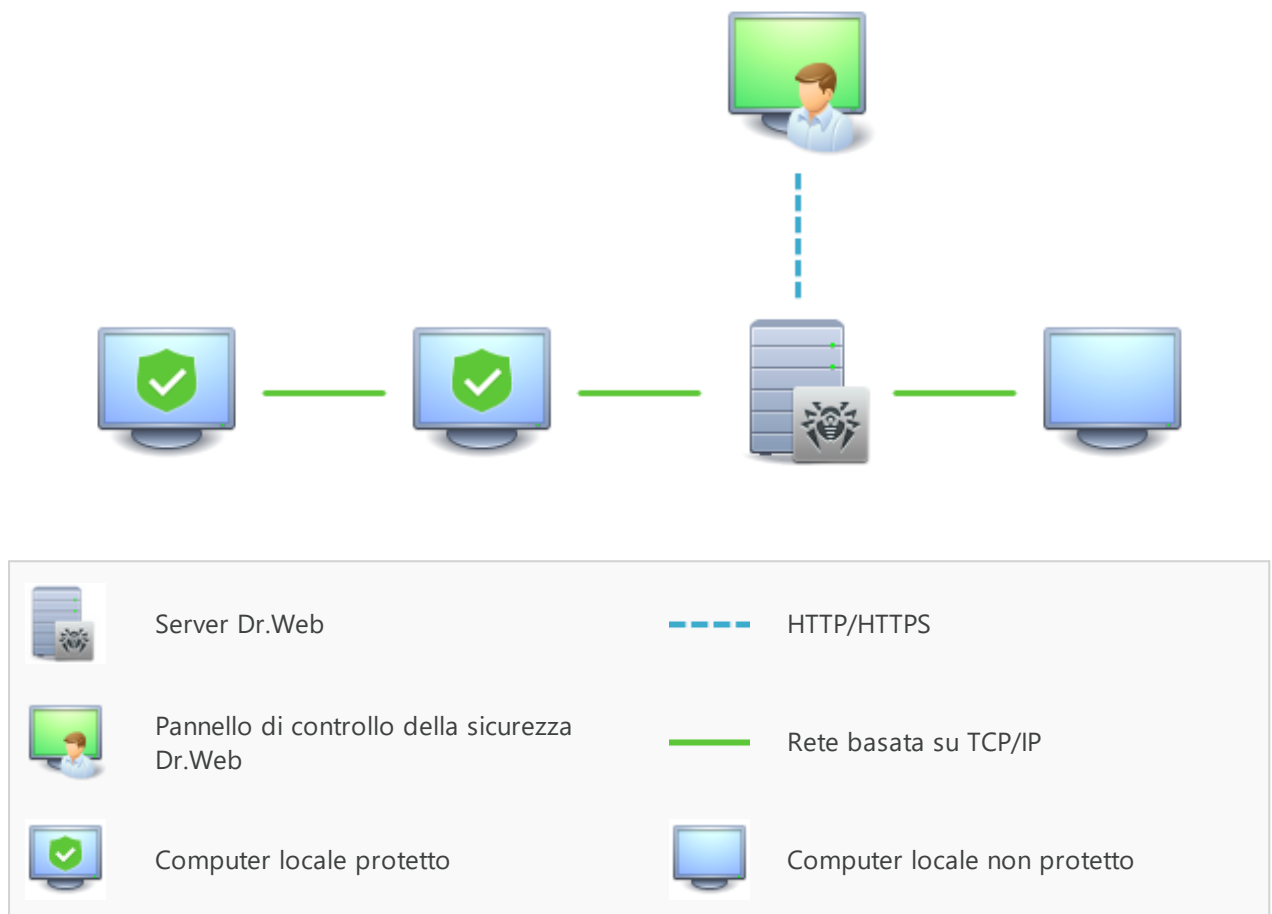 Server Dr.Web
HTTP/HTTPS
Pannello di controllo della sicurezza
Dr.Web
Rete basata su TCP/IP
Computer locale protetto
Computer locale non protetto